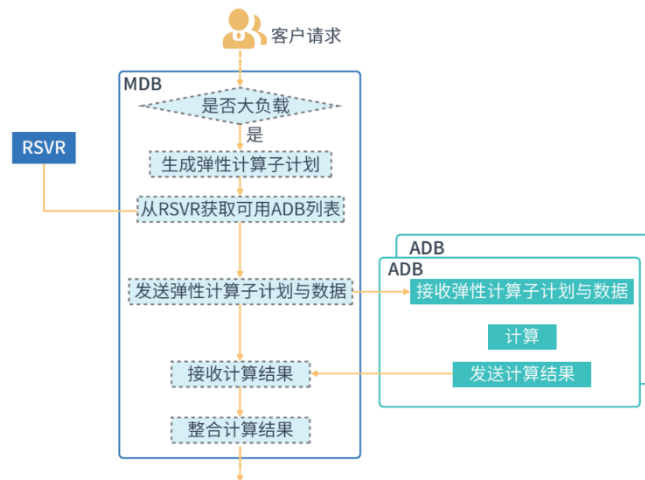 客户请求
MDB
是否大负载
是
RSVR
生成弹性计算子计划
从RSVR获取可用ADB列表
ADB
ADB
发送弹性计算子计划与数据
接收弹性计算子计划与数据
计算
接收计算结果
发送计算结果
整合计算结果